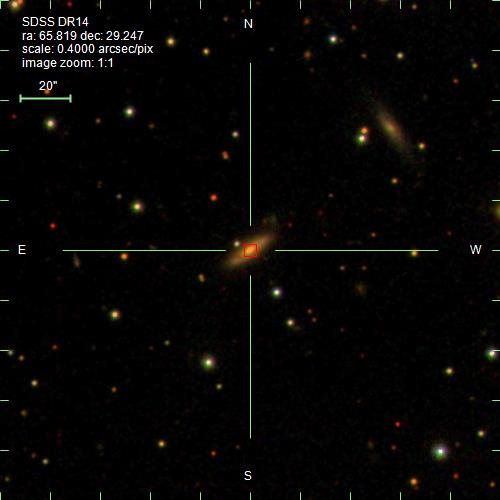 SDSS DR14
ra: 65.819 dec: 29.247
scale: 0.4000 arcsec/pix
image zoom: 1:1
20"
N
E
W
S